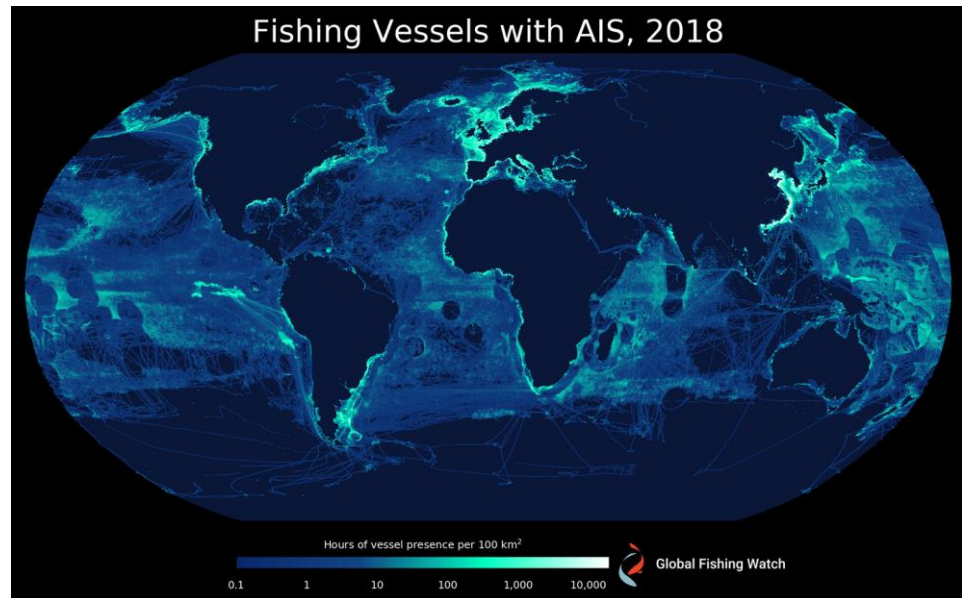 Fishing Vessels with AIS, 2018
Hours of vessel presence per 100 km²
0.1 1 10 100 1,000 10,000
Global Fishing Watch